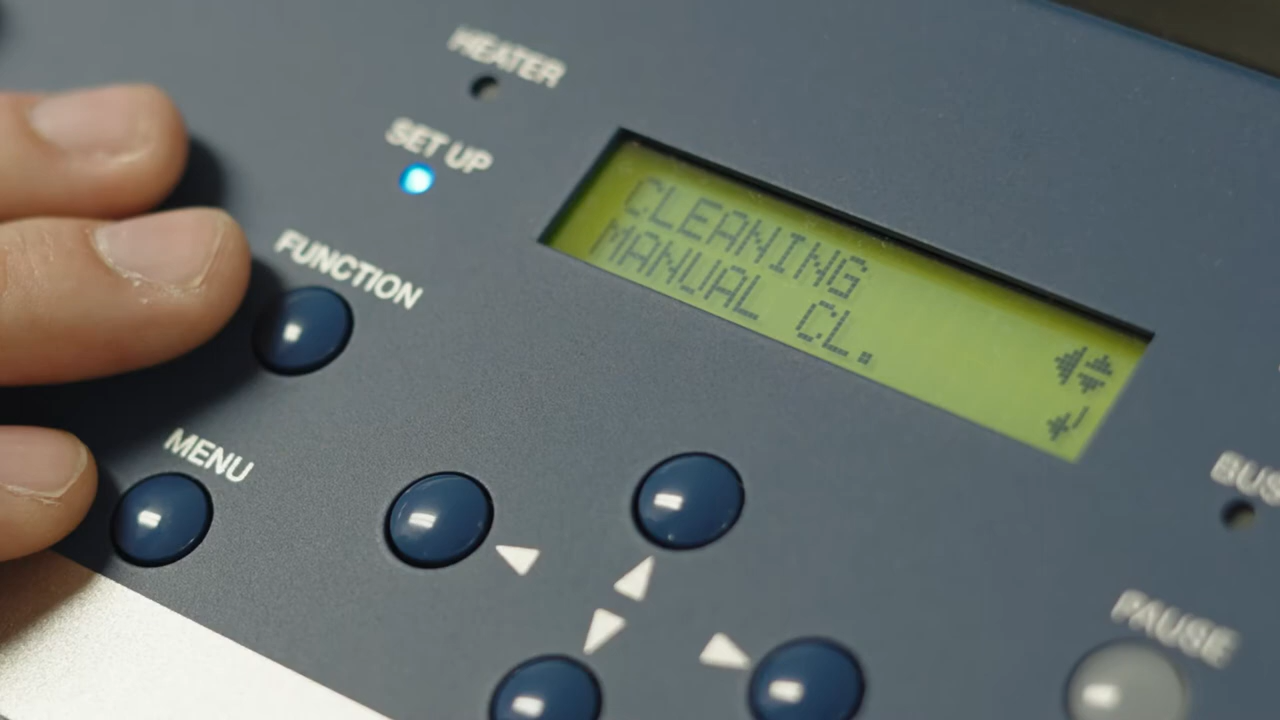 HEATER
SET UP
CLEANING
MANUAL CL.
FUNCTION
MENU
PAUSE